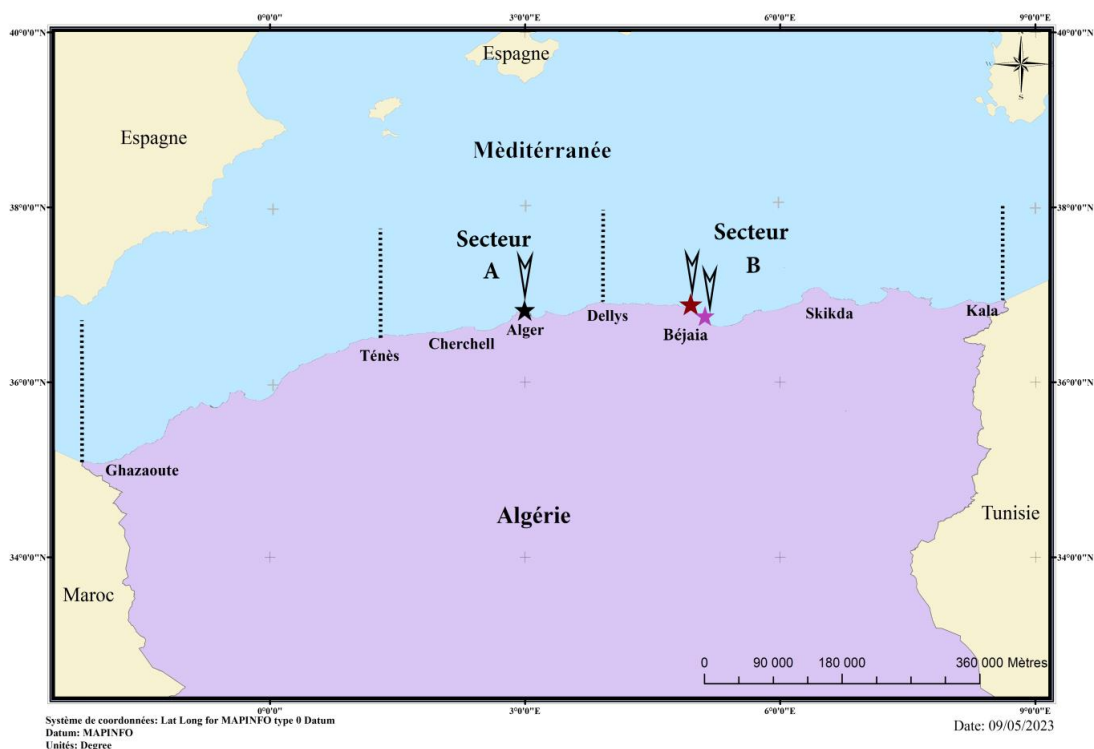 0°0'0" 3°0'0"E 6°0'0"E 9°0'0"E
40°0'0"N 40°0'0"N
N
W E
S
Espagne
Espagne
Mèditérranée
38°0'0"N 38°0'0"N
Secteur
A
Secteur
B
Alger
Dellys
Béjaia
Skikda
Kala
Ténès
Cherchell
36°0'0"N 36°0'0"N
Ghazaoute
Algérie
Tunisie
34°0'0"N 34°0'0"N
Maroc
0 90 000 180 000 360 000 Mètres
0°0'0" 3°0'0"E 6°0'0"E 9°0'0"E
Système de coordonnées: Lat Long for MAPINFO type 0 Datum
Datum: MAPINFO
Unités: Degree
Date: 09/05/2023